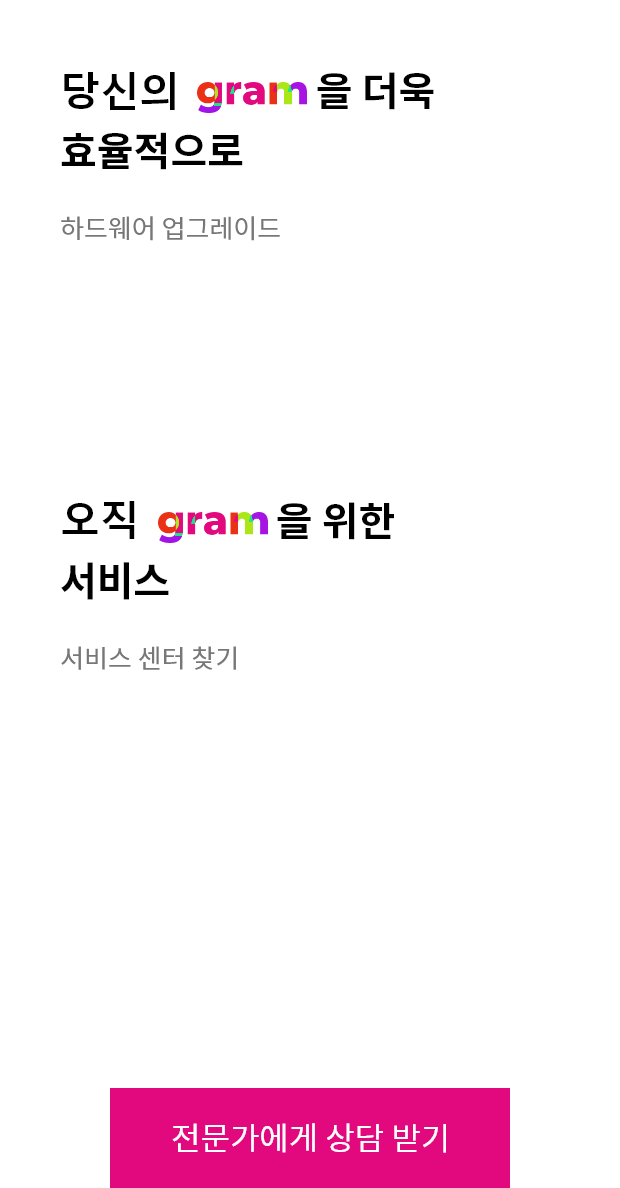 당신의 gram 을 더욱
효율적으로
하드웨어 업그레이드
오직 gram 을 위한
서비스
서비스 센터 찾기
전문가에게 상담 받기